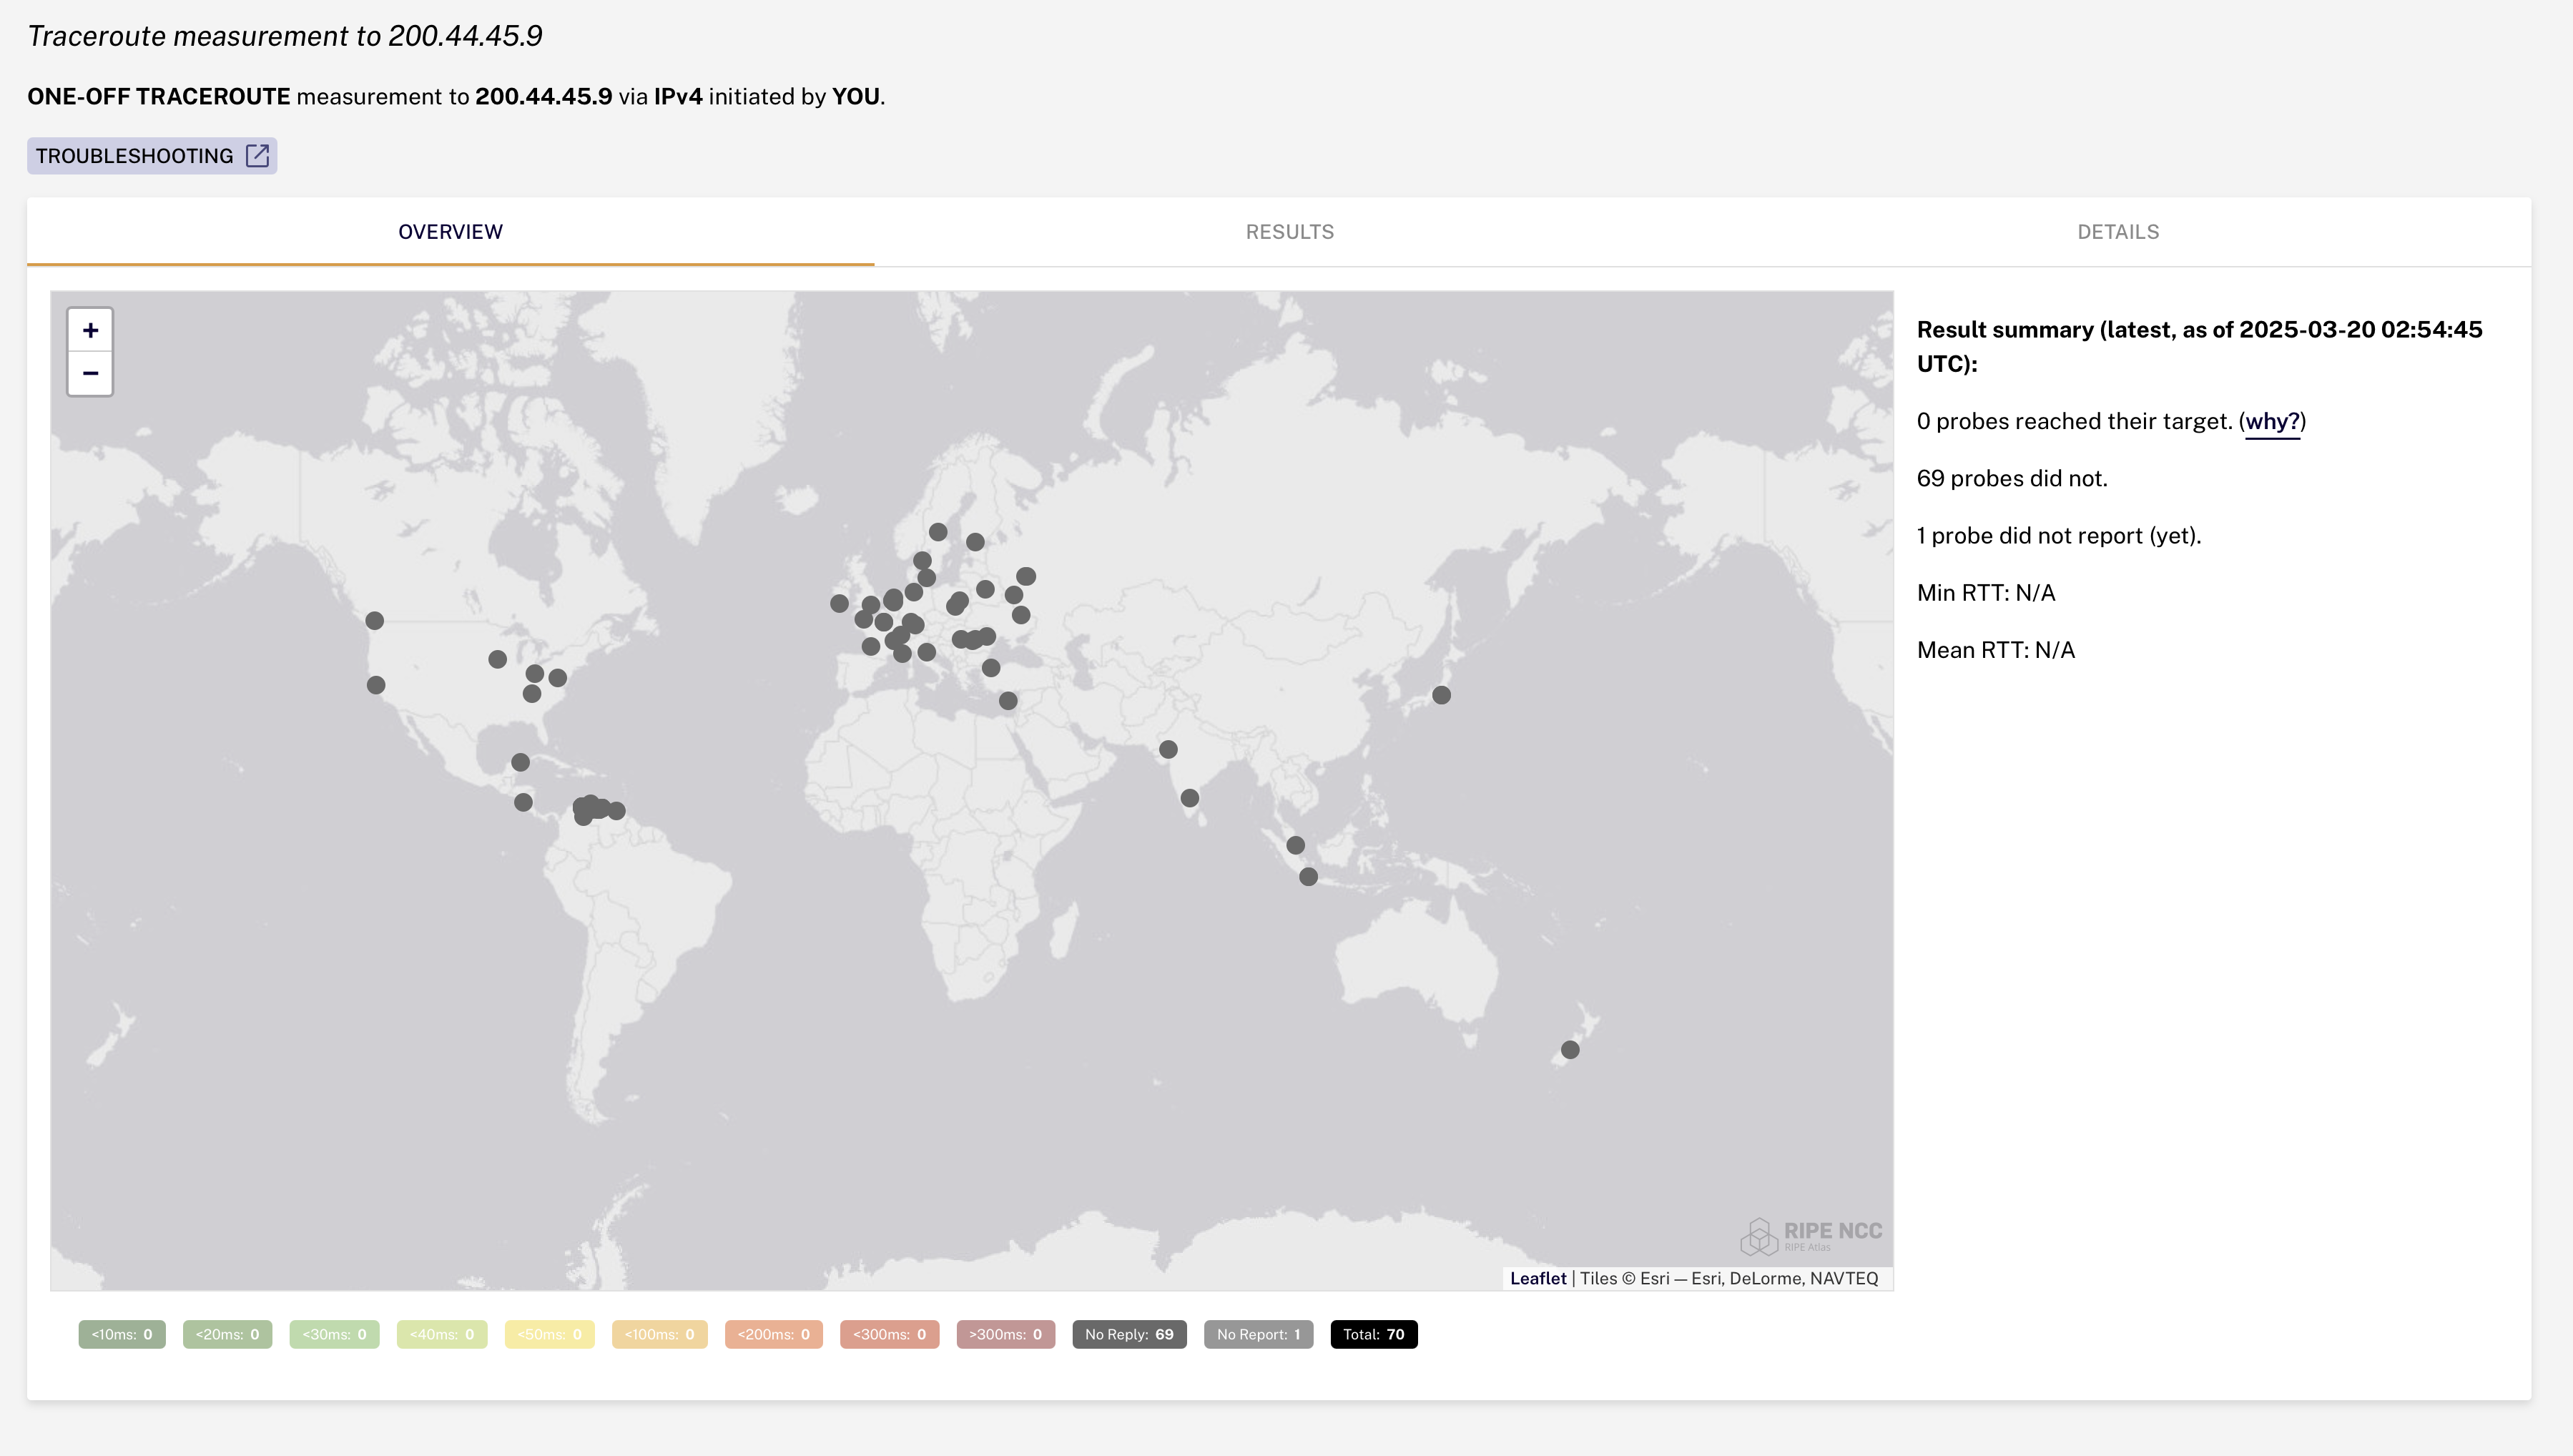 Traceroute measurement to 200.44.45.9
ONE-OFF TRACEROUTE measurement to 200.44.45.9 via IPv4 initiated by YOU.
TROUBLESHOOTING
OVERVIEW
RESULTS
DETAILS
+
−
Result summary (latest, as of 2025-03-20 02:54:45
UTC):
0 probes reached their target. (why?)
69 probes did not.
1 probe did not report (yet).
Min RTT: N/A
Mean RTT: N/A
RIPE NCC
RIPE Atlas
Leaflet | Tiles © Esri — Esri, DeLorme, NAVTEQ
<10ms: 0
<20ms: 0
<30ms: 0
<40ms: 0
<50ms: 0
<100ms: 0
<200ms: 0
<300ms: 0
>300ms: 0
No Reply: 69
No Report: 1
Total: 70